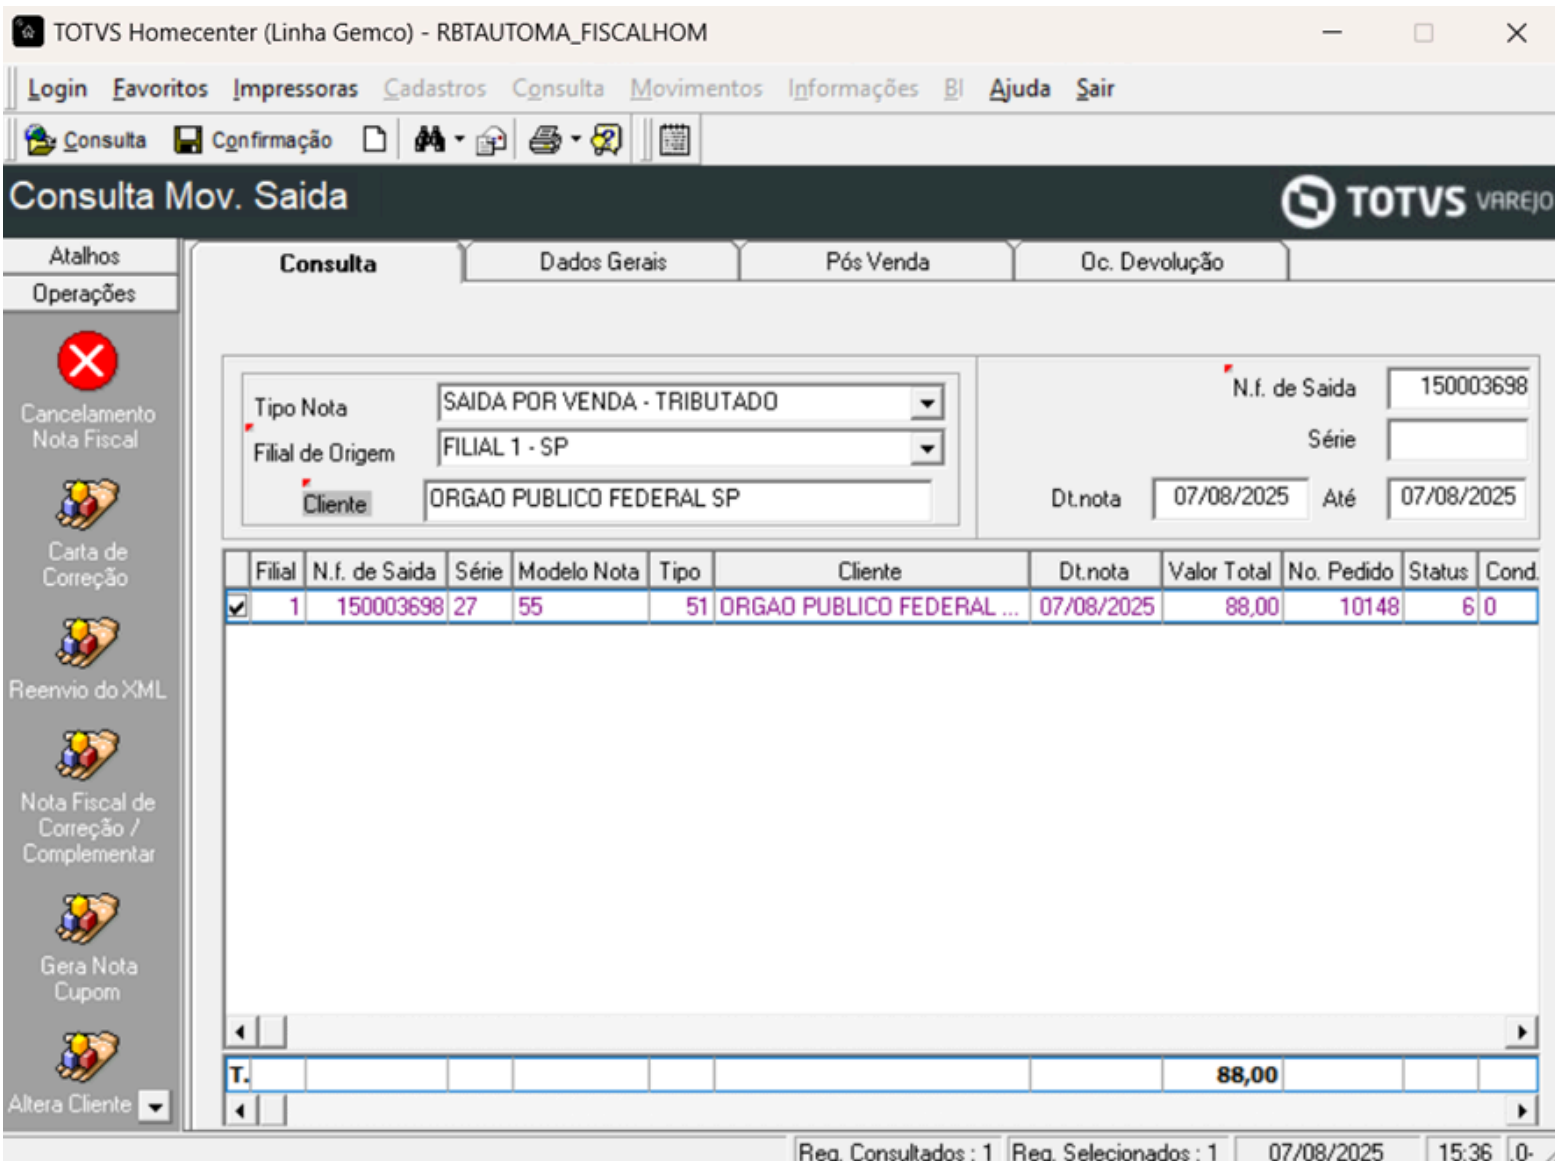 TOTVS Homecenter (Linha Gemco) - RBTAUTOMA_FISCALHOM
Login Favoritos Impressoras Cadastros Consulta Movimentos Informações BI Ajuda Sair
Consulta Confirmação
Consulta Mov. Saida
TOTVS VAREJO
Atalhos
Operações
Cancelamento
Nota Fiscal
Carta de
Correção
Reenvio do XML
Nota Fiscal de
Correção /
Complementar
Gera Nota
Cupom
Altera Cliente
Consulta Dados Gerais Pós Venda Oc. Devolução
Tipo Nota SAIDA POR VENDA - TRIBUTADO
Filial de Origem FILIAL 1 - SP
Cliente ORGAO PUBLICO FEDERAL SP
N.f. de Saida 150003698
Série
Dt.nota 07/08/2025 Até 07/08/2025
Filial N.f. de Saida Série Modelo Nota Tipo Cliente Dt.nota Valor Total No. Pedido Status Cond.
1 150003698 27 55 51 ORGAO PUBLICO FEDERAL ... 07/08/2025 88,00 10148 6 0
T. 88,00
Reg. Consultados : 1 Reg. Selecionados : 1 07/08/2025 15:36 .0-